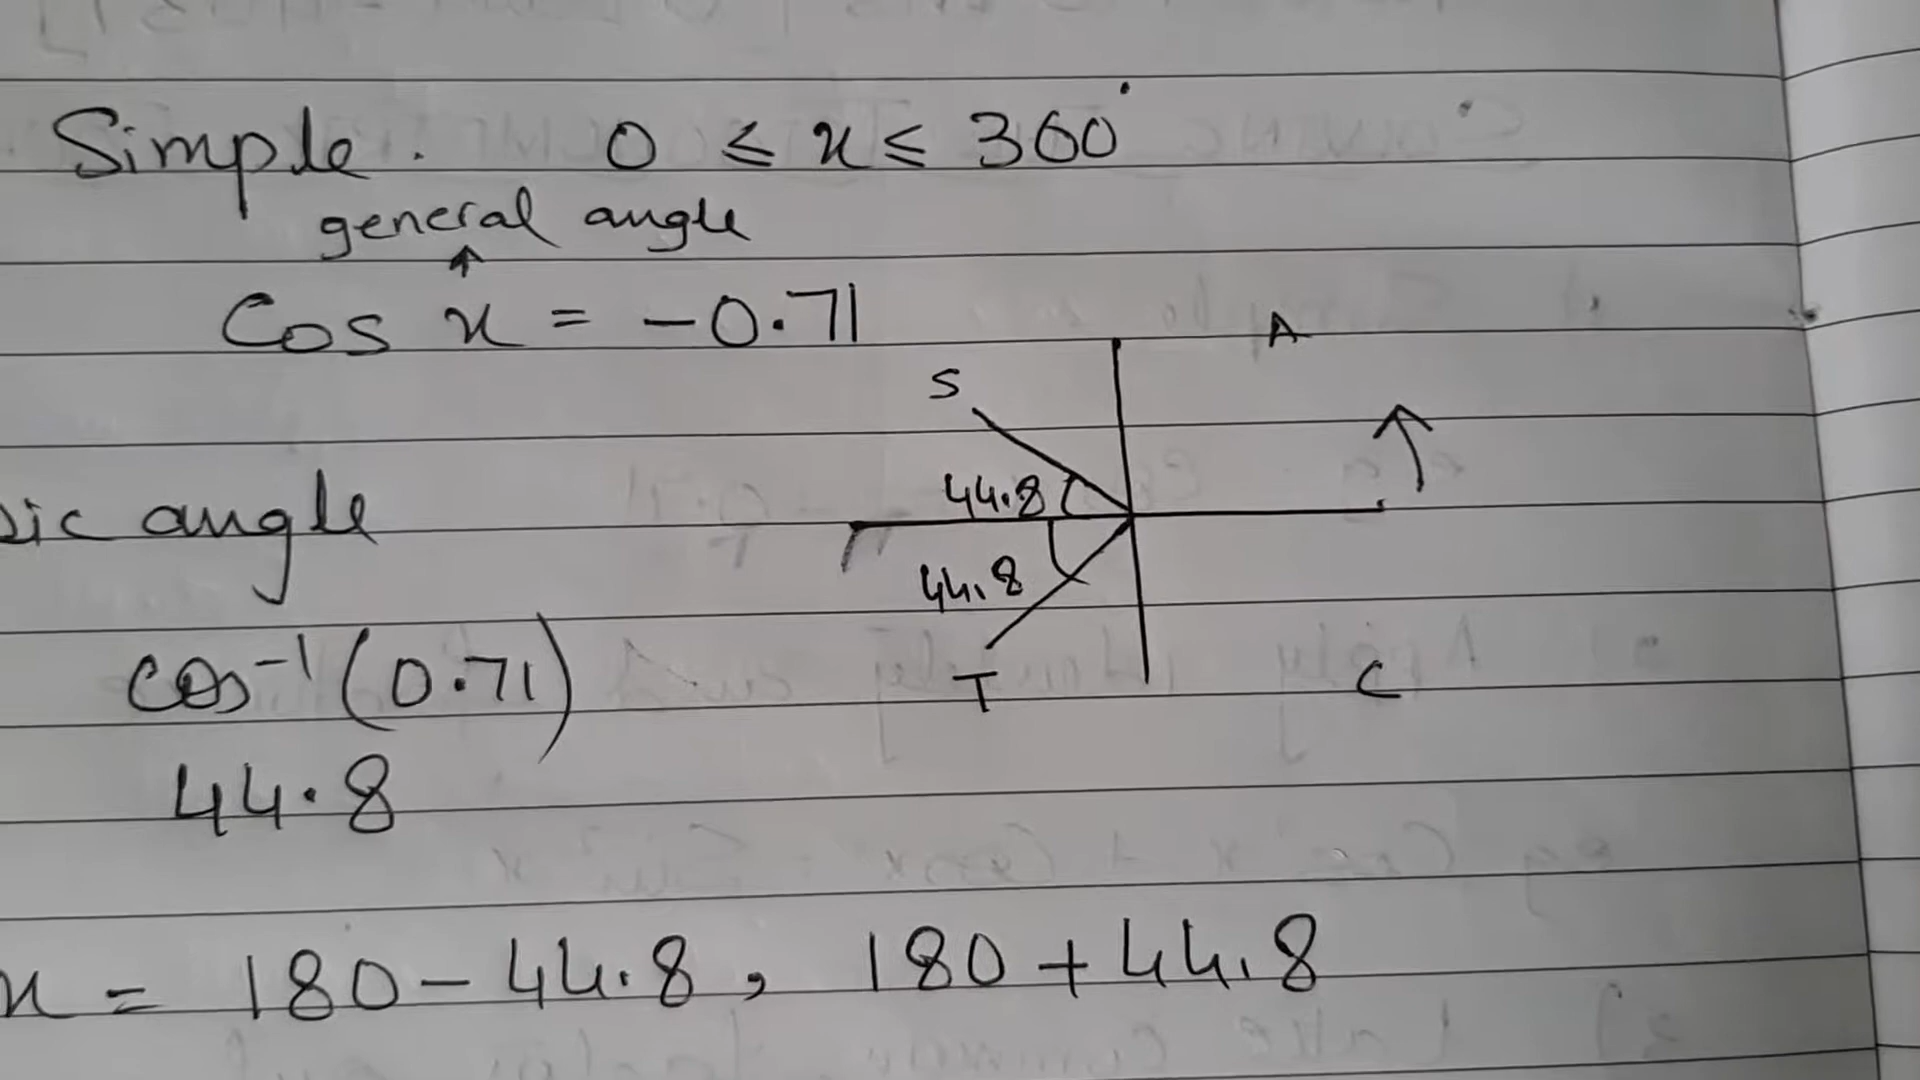 Simple. 0 ≤ x ≤ 360°
general angle
↑
Cos x = -0.71
A
S
44.8
angle
44.8
cos⁻¹(0.71)
T C
44.8
x = 180 - 44.8, 180 + 44.8